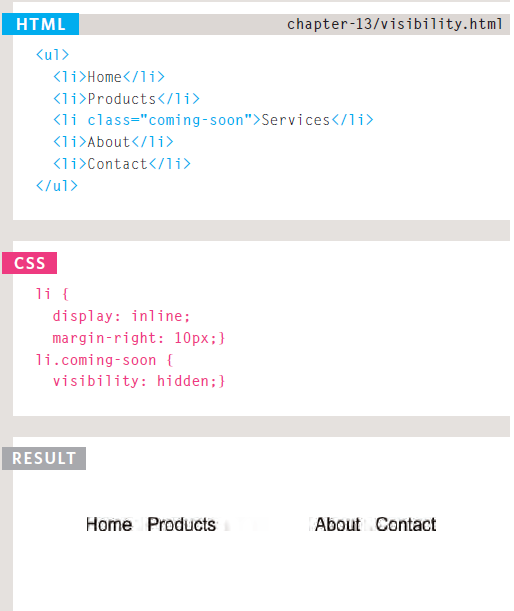 HTML chapter-13/visibility.html
<ul>
  <li>Home</li>
  <li>Products</li>
  <li class="coming-soon">Services</li>
  <li>About</li>
  <li>Contact</li>
</ul>
CSS
li {
  display: inline;
  margin-right: 10px;}
li.coming-soon {
  visibility: hidden;}
RESULT
Home Products About Contact